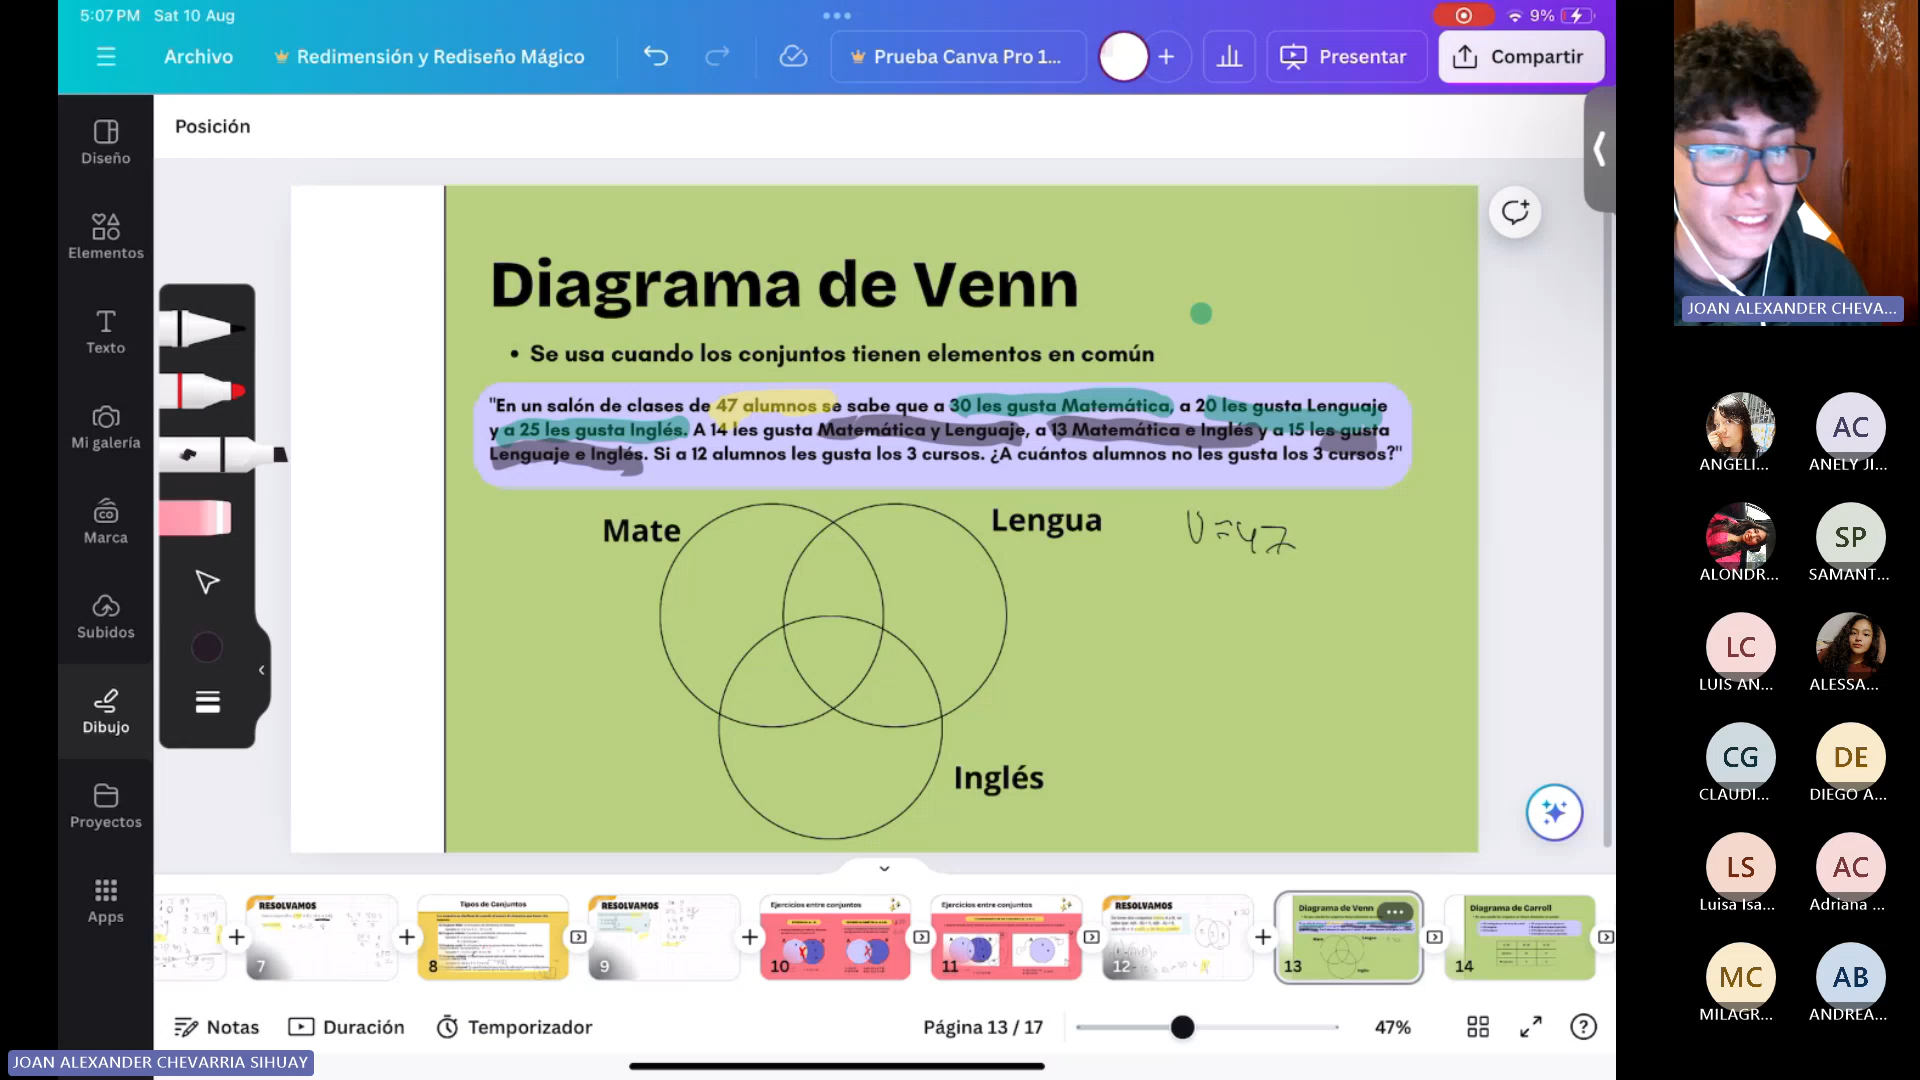 5:07 PM Sat 10 Aug
9%
Archivo
Redimensión y Rediseño Mágico
Prueba Canva Pro 1...
Presentar
Compartir
Posición
Diseño
Elementos
Texto
Mi galería
Marca
Subidos
Dibujo
Proyectos
Apps
Diagrama de Venn
• Se usa cuando los conjuntos tienen elementos en común
"En un salón de clases de 47 alumnos se sabe que a 30 les gusta Matemática, a 20 les gusta Lenguaje
y a 25 les gusta Inglés. A 14 les gusta Matemática y Lenguaje, a 13 Matemática e Inglés y a 15 les gusta
Lenguaje e Inglés. Si a 12 alumnos les gusta los 3 cursos. ¿A cuántos alumnos no les gusta los 3 cursos?"
Mate
Lengua
U=47
Inglés
RESOLVAMOS
7
Tipos de Conjuntos
8
RESOLVAMOS
9
Ejercicios entre conjuntos
10
Ejercicios entre conjuntos
11
RESOLVAMOS
12
Diagrama de Venn
13
Diagrama de Carroll
14
Notas
Duración
Temporizador
Página 13 / 17
47%
JOAN ALEXANDER CHEVARRIA SIHUAY
JOAN ALEXANDER CHEVA...
ANGELI...
AC
ANELY JI...
ALONDR...
SP
SAMANT...
LC
LUIS AN...
ALESSA...
CG
CLAUDI...
DE
DIEGO A...
LS
Luisa Isa...
AC
Adriana ...
MC
MILAGR...
AB
ANDREA...